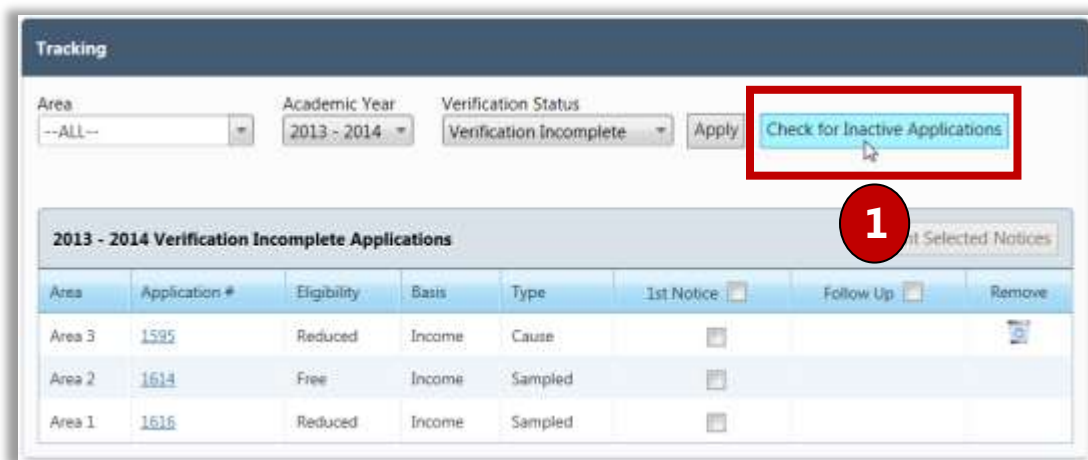 Tracking
Area Academic Year Verification Status
--ALL-- 2013 - 2014 Verification Incomplete Apply Check for Inactive Applications
1
2013 - 2014 Verification Incomplete Applications Selected Notices
Area Application # Eligibility Basis Type 1st Notice Follow Up Remove
Area 3 1595 Reduced Income Cause
Area 2 1614 Free Income Sampled
Area 1 1616 Reduced Income Sampled